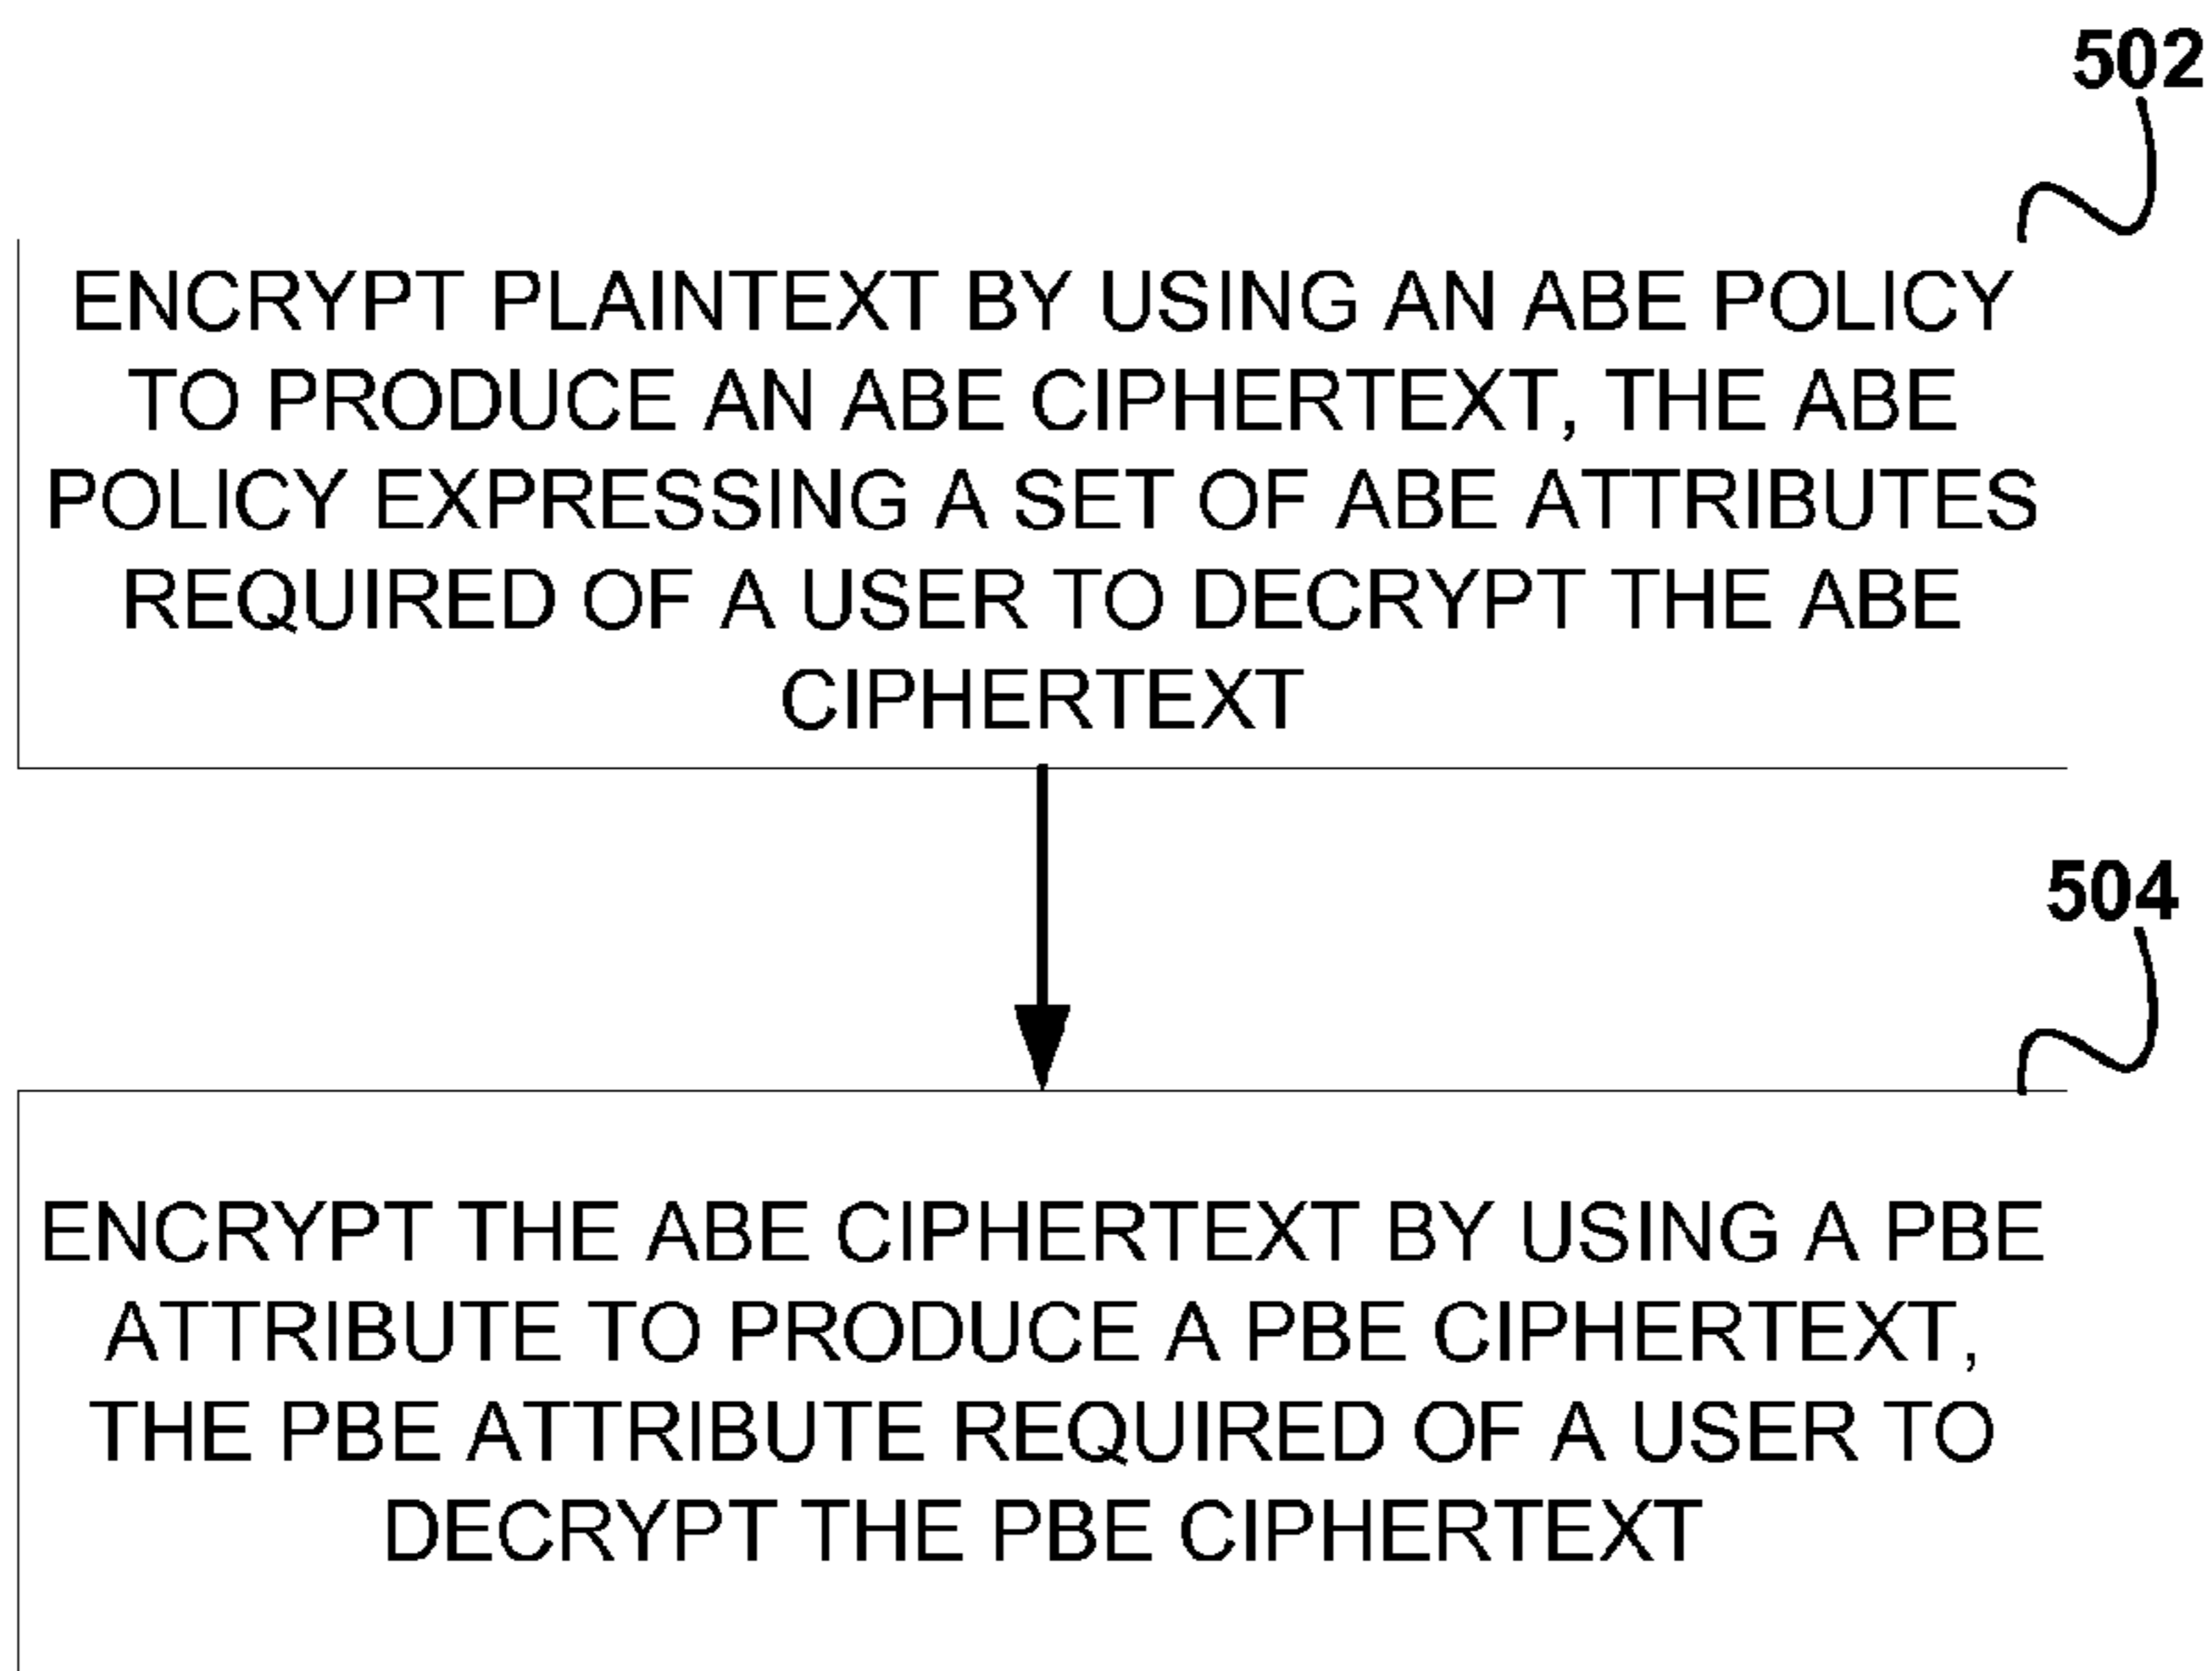 502
ENCRYPT PLAINTEXT BY USING AN ABE POLICY
TO PRODUCE AN ABE CIPHERTEXT, THE ABE
POLICY EXPRESSING A SET OF ABE ATTRIBUTES
REQUIRED OF A USER TO DECRYPT THE ABE
CIPHERTEXT
504
ENCRYPT THE ABE CIPHERTEXT BY USING A PBE
ATTRIBUTE TO PRODUCE A PBE CIPHERTEXT,
THE PBE ATTRIBUTE REQUIRED OF A USER TO
DECRYPT THE PBE CIPHERTEXT